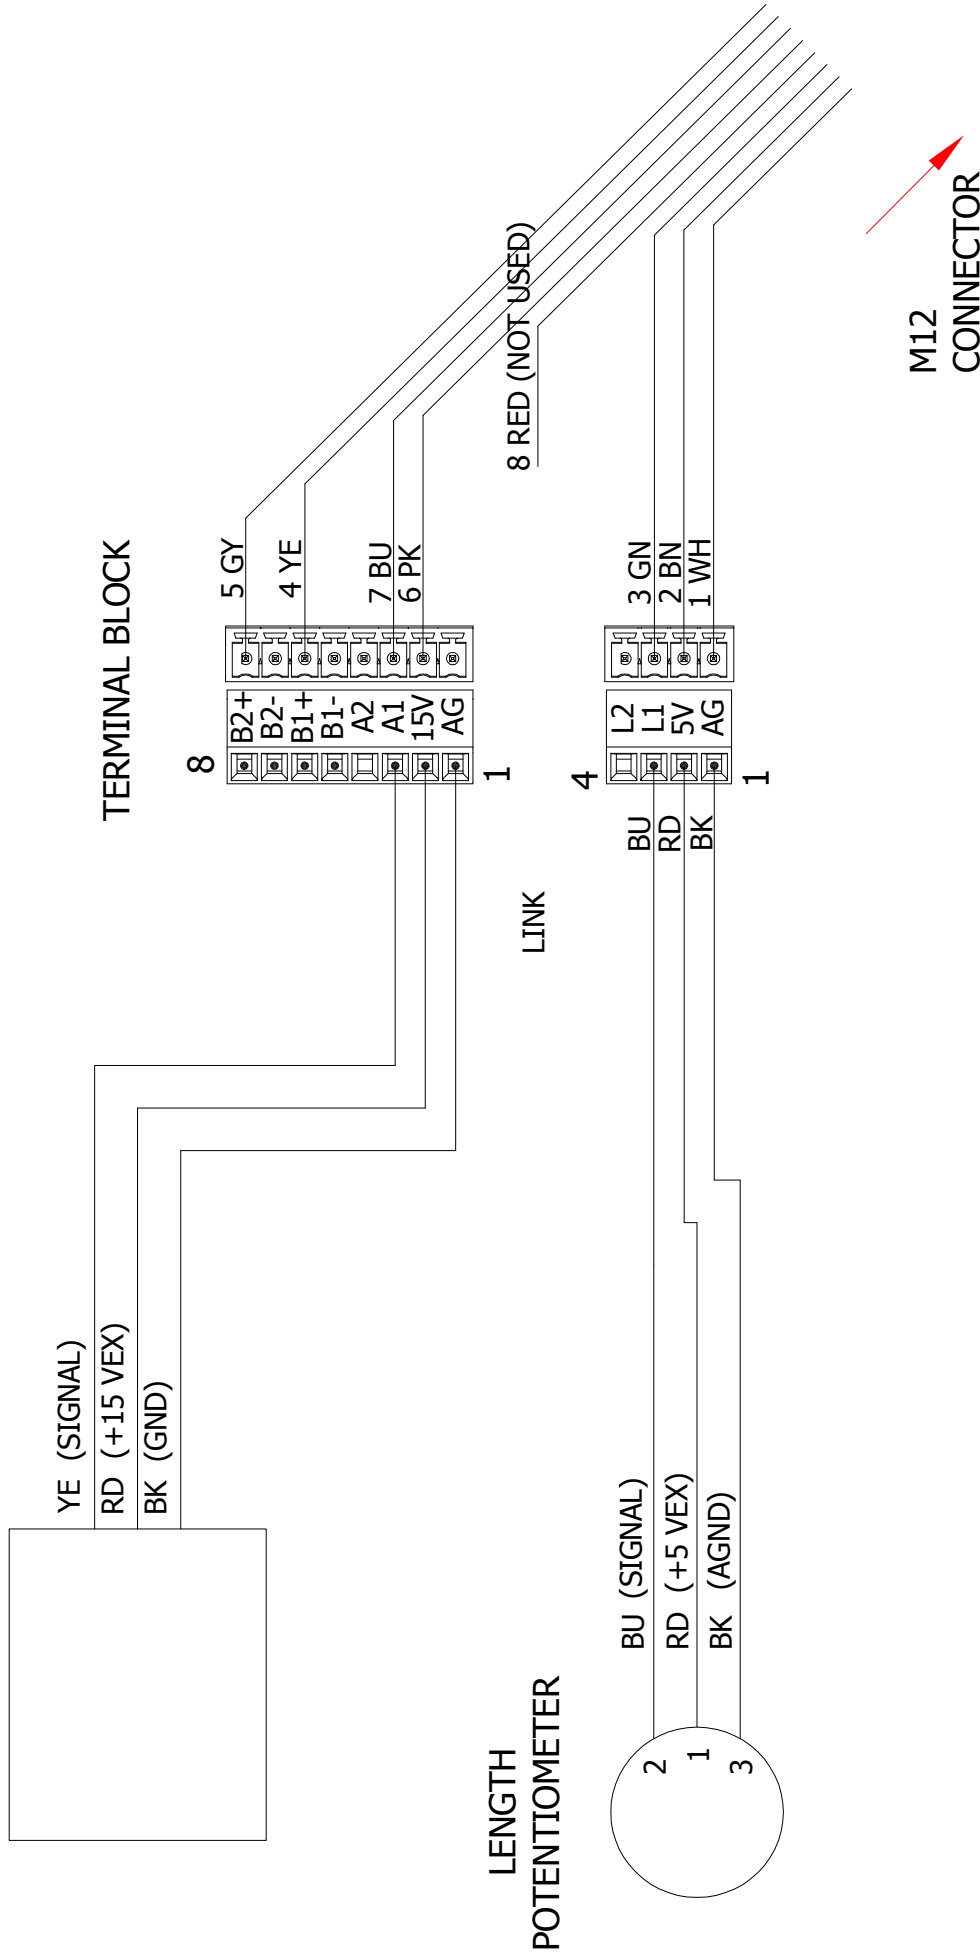 TERMINAL BLOCK
8
B2+
B2-
B1+
B1-
A2
A1
15V
AG
1
5 GY
4 YE
7 BU
6 PK
8 RED (NOT USED)
YE (SIGNAL)
RD (+15 VEX)
BK (GND)
LINK
4
L2
L1
5V
AG
1
3 GN
2 BN
1 WH
BU
RD
BK
BU (SIGNAL)
RD (+5 VEX)
BK (AGND)
LENGTH
POTENTIOMETER
2
1
3
M12
CONNECTOR